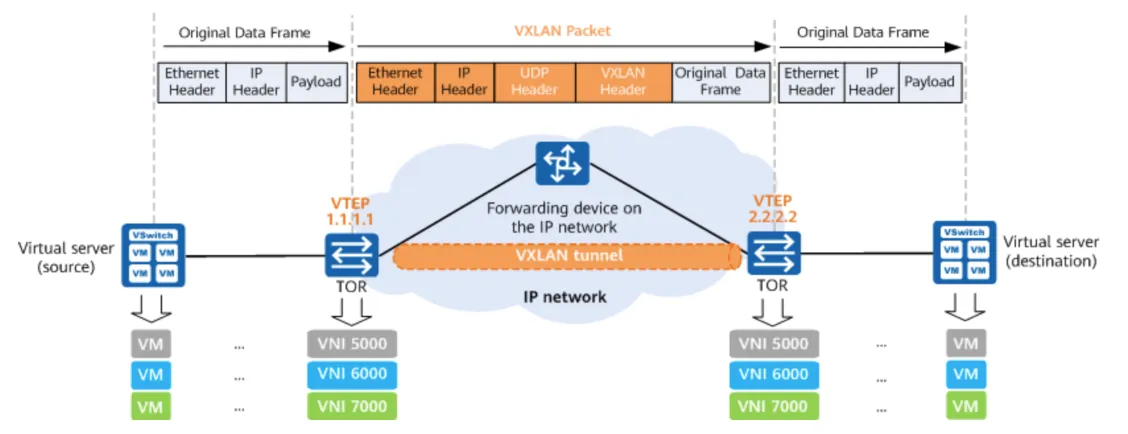 Original Data Frame
VXLAN Packet
Original Data Frame
Ethernet
Header
IP
Header
Payload
Ethernet
Header
IP
Header
UDP
Header
VXLAN
Header
Original Data
Frame
Ethernet
Header
IP
Header
Payload
VTEP
1.1.1.1
VTEP
2.2.2.2
Forwarding device on
the IP network
Virtual server
(source)
VSwitch
VM VM
VM VM
VXLAN tunnel
VSwitch
VM VM
VM VM
Virtual server
(destination)
TOR
TOR
IP network
VM ... VNI 5000 VNI 5000 ... VM
VM ... VNI 6000 VNI 6000 ... VM
VM ... VNI 7000 VNI 7000 ... VM